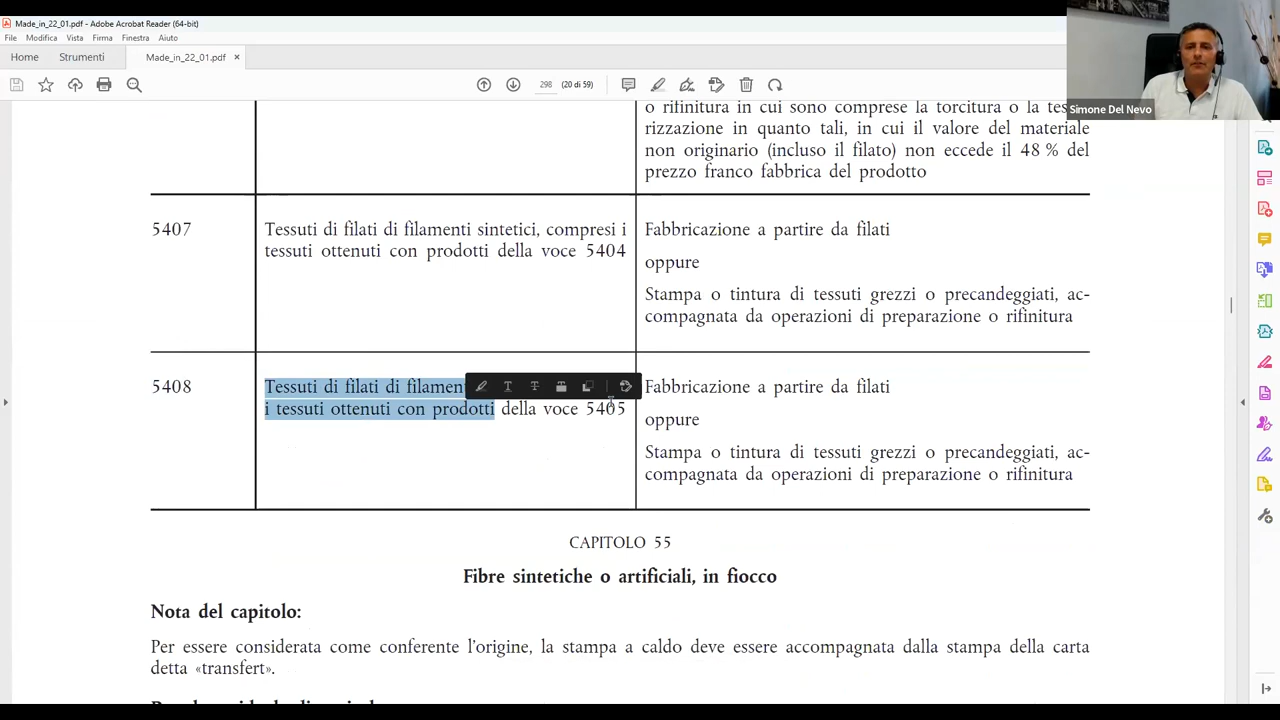 Made_in_22_01.pdf - Adobe Acrobat Reader (64-bit)
File Modifica Vista Firma Finestra Aiuto
Home Strumenti Made_in_22_01.pdf ×
298 (20 di 59)
Simone Del Nevo
o rifinitura in cui sono comprese la torcitura o la testu-
rizzazione in quanto tali, in cui il valore del materiale
non originario (incluso il filato) non eccede il 48 % del
prezzo franco fabbrica del prodotto
5407
Tessuti di filati di filamenti sintetici, compresi i
tessuti ottenuti con prodotti della voce 5404
Fabbricazione a partire da filati
oppure
Stampa o tintura di tessuti grezzi o precandeggiati, ac-
compagnata da operazioni di preparazione o rifinitura
5408
Tessuti di filati di filament
i tessuti ottenuti con prodotti della voce 5405
Fabbricazione a partire da filati
oppure
Stampa o tintura di tessuti grezzi o precandeggiati, ac-
compagnata da operazioni di preparazione o rifinitura
CAPITOLO 55
Fibre sintetiche o artificiali, in fiocco
Nota del capitolo:
Per essere considerata come conferente l'origine, la stampa a caldo deve essere accompagnata dalla stampa della carta
detta «transfert».